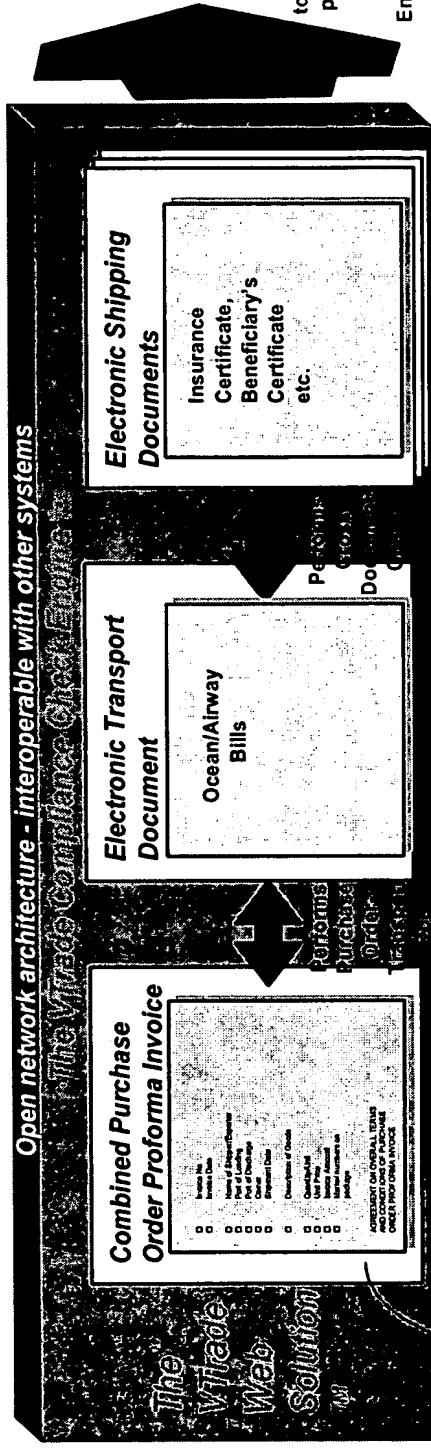 Open network architecture - interoperable with other systems
The VTrade Compliance Check Engine
The
VTrade
Web
Solution
TM
Combined Purchase
Order Proforma Invoice
Invoice No
Invoice Date
Name of Shipper/Exporter
Port of Loading
Port of Discharge
Carrier
Shipment Date
Description of Goods
Quantity/Unit
Unit Price
Invoice Amount
Marks/ numbers on
package
AGREEMENT ON OVERALL TERMS
AND CONDITIONS OF PURCHASE
ORDER PROFORMA INVOICE
Performs
Purchase
Order
Electronic Transport
Document
Ocean/Airway
Bills
Electronic Shipping
Documents
Insurance
Certificate,
Beneficiary's
Certificate
etc.
to
p
En